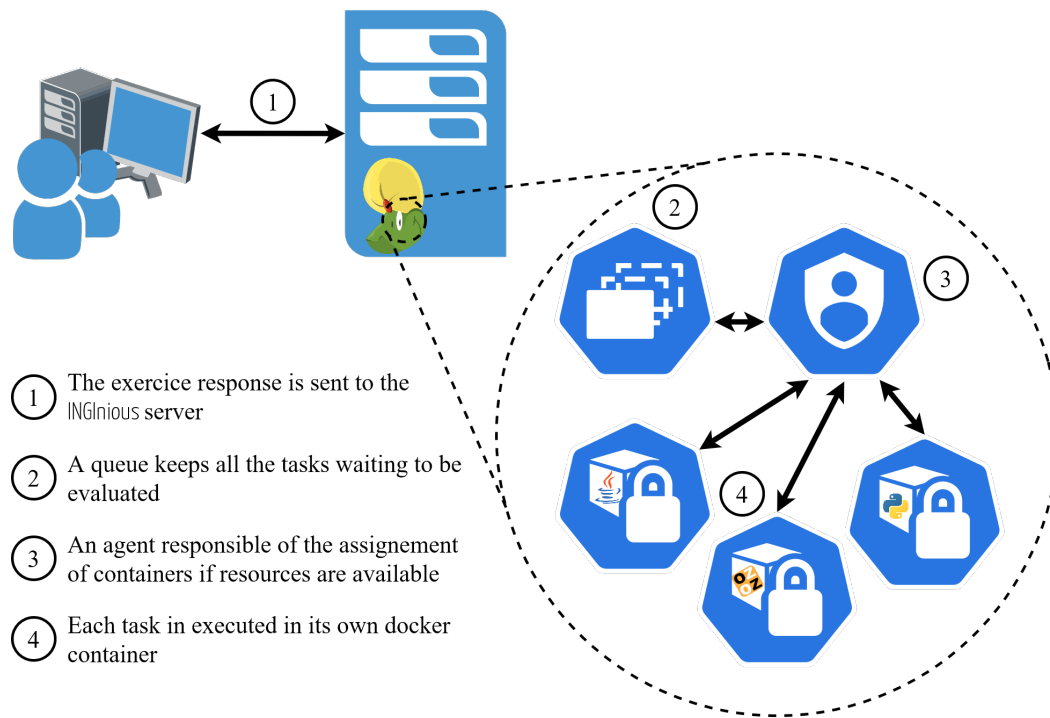 1
2
3
4
1
The exercice response is sent to the
INGInious server
2
A queue keeps all the tasks waiting to be
evaluated
3
An agent responsible of the assignement
of containers if resources are available
4
Each task in executed in its own docker
container
OZ
OZ